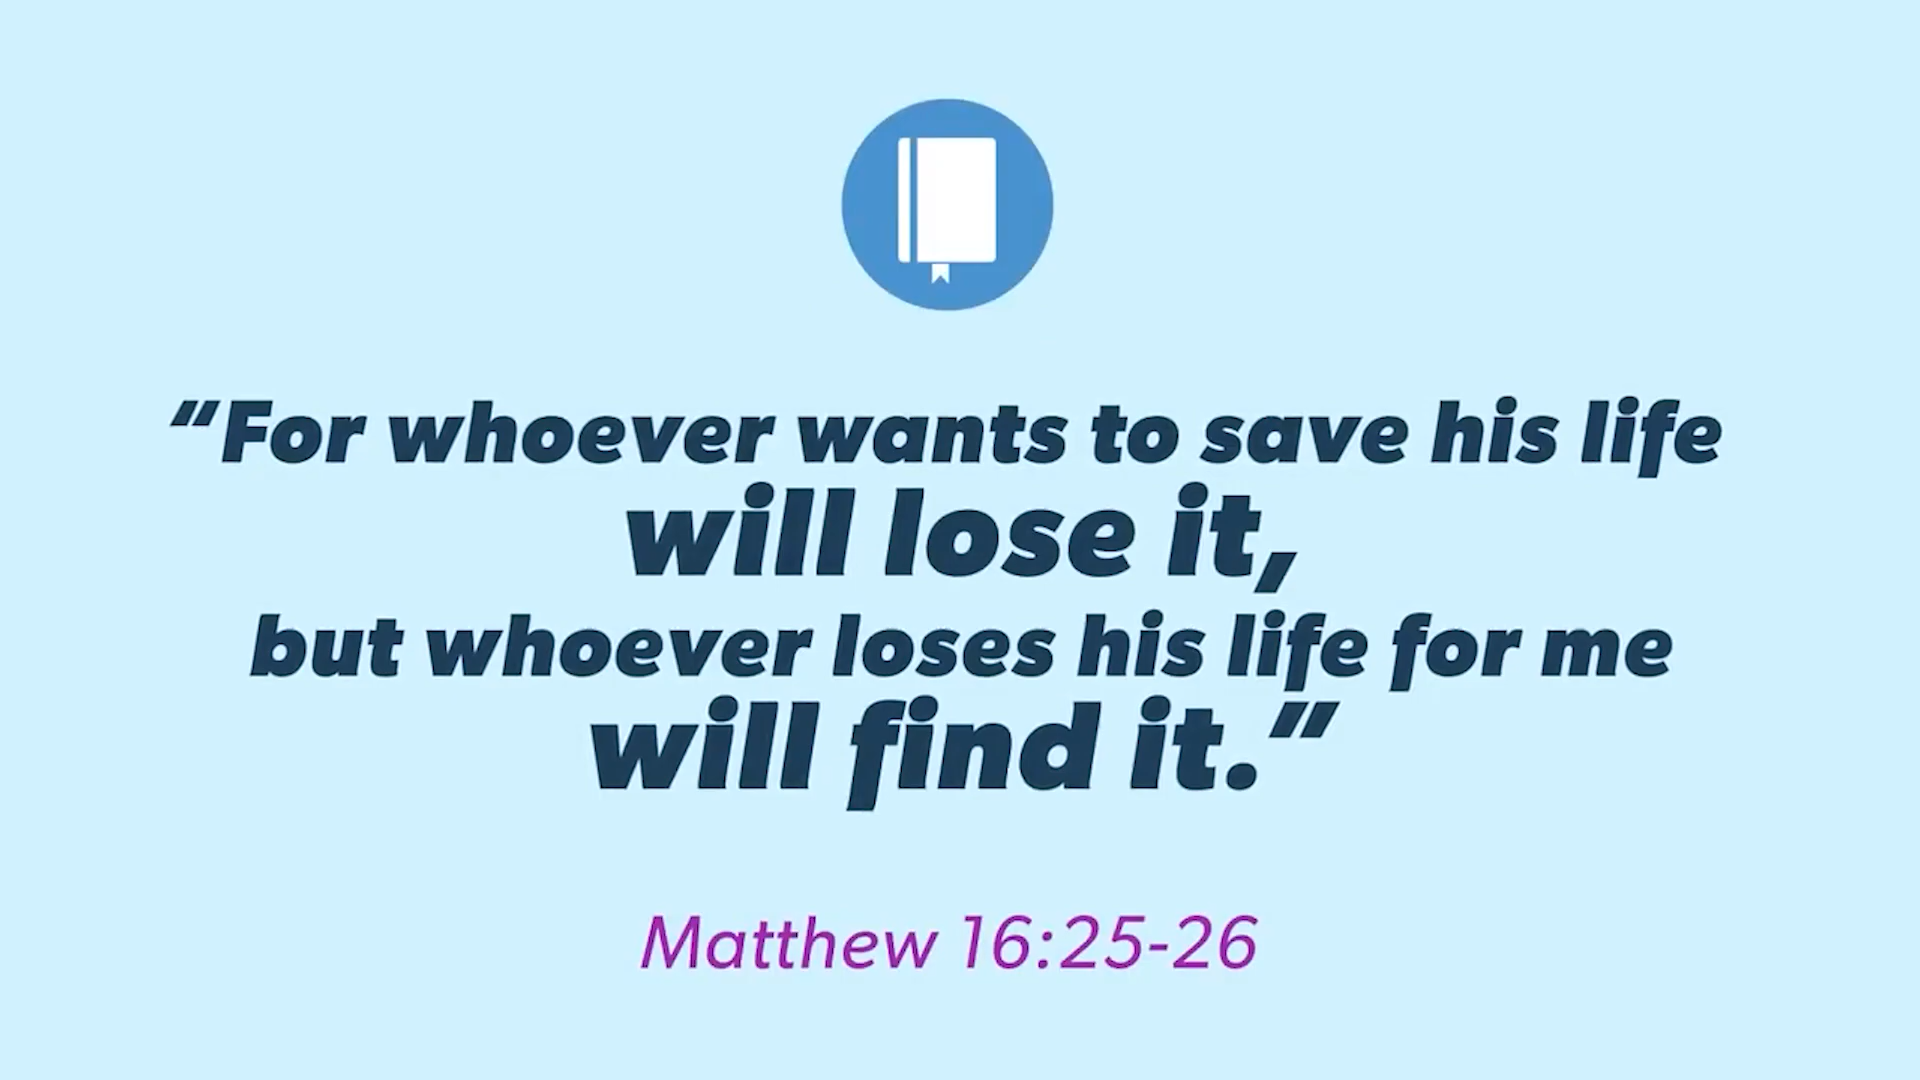 “For whoever wants to save his life
will lose it,
but whoever loses his life for me
will find it.”
Matthew 16:25-26